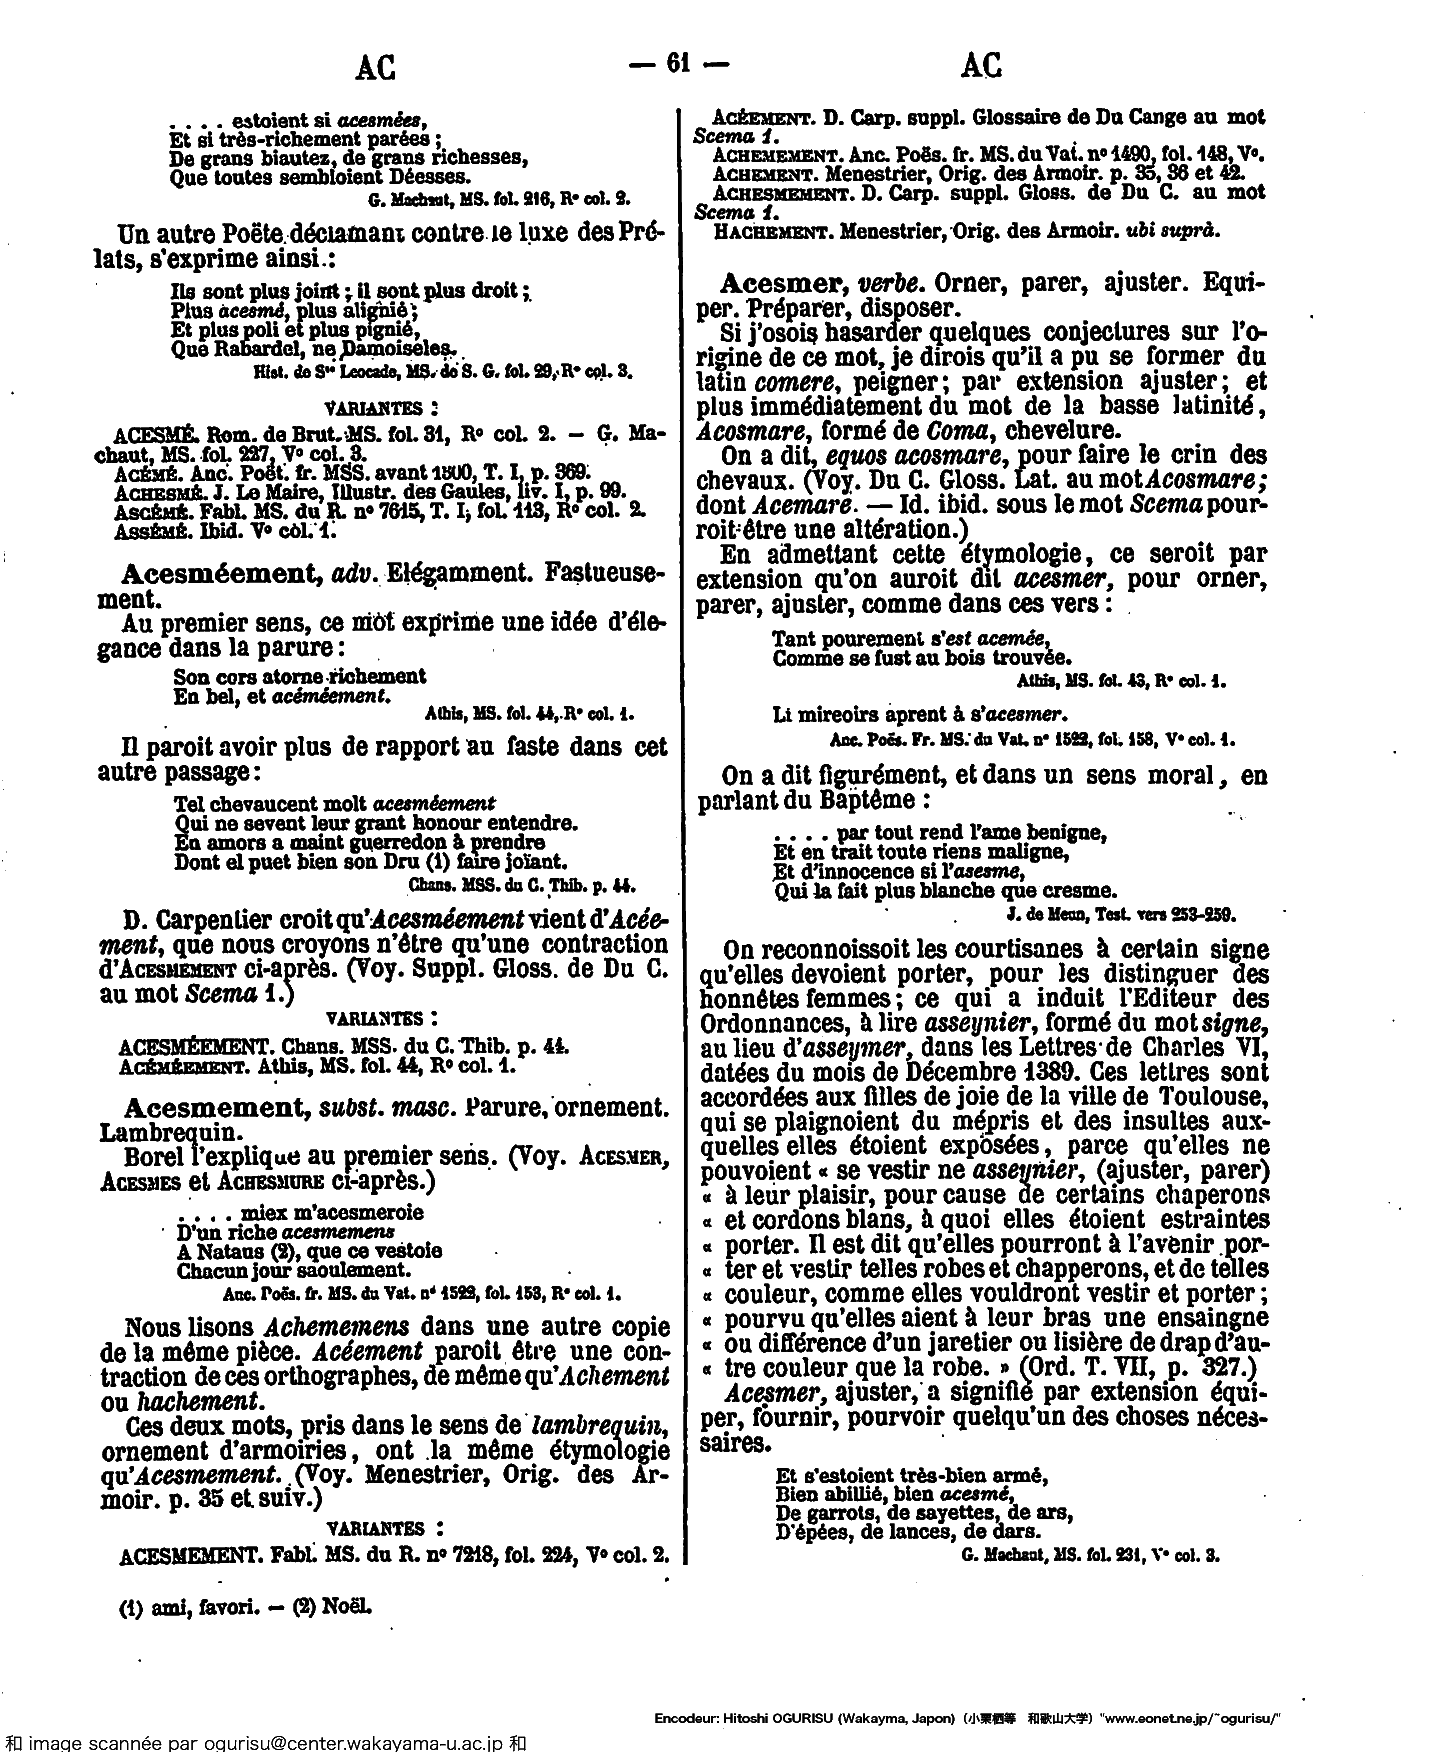 AC
— 61 —
AC
. . . . estoient si acesmées,
Et si très-richement parées ;
De grans biautez, de grans richesses,
Que toutes sembloient Déesses.
G. Machaut, MS. fol. 216, R° col. 2.
Un autre Poëte déclamant contre le luxe des Pré-
lats, s'exprime ainsi :
Ils sont plus joint ; il sont plus droit ;
Plus acesmé, plus alignié ;
Et plus poli et plus pignié,
Que Rabardel, ne Damoiseles.
Hist. de Ste Leocade, MS. de S. G. fol. 29, R° col. 3.
VARIANTES :
ACESMÉ. Rom. de Brut. MS. fol. 31, R° col. 2. — G. Ma-
chaut, MS. fol. 227, V° col. 3.
ACÉMÉ. Anc. Poët. fr. MSS. avant 1300, T. I, p. 369.
ACHESMÉ. J. Le Maire, Illustr. des Gaules, liv. I, p. 99.
ASCÉMÉ. Fabl. MS. du R. n° 7615, T. I, fol. 113, R° col. 2.
ASSÉMÉ. Ibid. V° col. 1.
Acesméement, adv. Elégamment. Fastueuse-
ment.
Au premier sens, ce mot exprime une idée d'éle-
gance dans la parure :
Son cors atorne richement
En bel, et acéméement.
Athis, MS. fol. 44, R° col. 1.
Il paroit avoir plus de rapport au faste dans cet
autre passage :
Tel chevaucent molt acesméement
Qui ne sevent leur grant honour entendre.
En amors a maint guerredon à prendre
Dont el puet bien son Dru (1) faire joïant.
Chans. MSS. du C. Thib. p. 44.
D. Carpentier croit qu'Acesméement vient d'Acée-
ment, que nous croyons n'être qu'une contraction
d'ACESMEMENT ci-après. (Voy. Suppl. Gloss. de Du C.
au mot Scema 1.)
VARIANTES :
ACESMÉEMENT. Chans. MSS. du C. Thib. p. 44.
ACÉMÉEMENT. Athis, MS. fol. 44, R° col. 1.
Acesmement, subst. masc. Parure, ornement.
Lambrequin.
Borel l'explique au premier sens. (Voy. ACESMER,
ACESMES et ACHESMURE ci-après.)
. . . . miex m'acesmeroie
D'un riche acesmemens
A Nataus (2), que ce vestoie
Chacun jour saoulement.
Anc. Poës. fr. MS. du Vat. n° 1522, fol. 153, R° col. 1.
Nous lisons Achememens dans une autre copie
de la même pièce. Acéement paroit être une con-
traction de ces orthographes, de même qu'Achement
ou hachement.
Ces deux mots, pris dans le sens de lambrequin,
ornement d'armoiries, ont la même étymologie
qu'Acesmement. (Voy. Menestrier, Orig. des Ar-
moir. p. 35 et suiv.)
VARIANTES :
ACESMEMENT. Fabl. MS. du R. n° 7218, fol. 224, V° col. 2.
(1) ami, favori. — (2) Noël.
ACÉEMENT. D. Carp. suppl. Glossaire de Du Cange au mot
Scema 1.
ACHEMEMENT. Anc. Poës. fr. MS. du Vat. n° 1490, fol. 148, V°.
ACHEMENT. Menestrier, Orig. des Armoir. p. 35, 36 et 42.
ACHESMEMENT. D. Carp. suppl. Gloss. de Du C. au mot
Scema 1.
HACHEMENT. Menestrier, Orig. des Armoir. ubi suprà.
Acesmer, verbe. Orner, parer, ajuster. Equi-
per. Préparer, disposer.
Si j'osois hasarder quelques conjectures sur l'o-
rigine de ce mot, je dirois qu'il a pu se former du
latin comere, peigner ; par extension ajuster ; et
plus immédiatement du mot de la basse latinité,
Acosmare, formé de Coma, chevelure.
On a dit, equos acosmare, pour faire le crin des
chevaux. (Voy. Du C. Gloss. Lat. au mot Acosmare ;
dont Acemare. — Id. ibid. sous le mot Scema pour-
roit-être une altération.)
En admettant cette étymologie, ce seroit par
extension qu'on auroit dit acesmer, pour orner,
parer, ajuster, comme dans ces vers :
Tant pourement s'est acemée,
Comme se fust au bois trouvée.
Athis, MS. fol. 43, R° col. 1.
Li mireoirs aprent à s'acesmer.
Anc. Poës. Fr. MS. du Vat. n° 1522, fol. 158, V° col. 1.
On a dit figurément, et dans un sens moral, en
parlant du Baptême :
. . . . par tout rend l'ame benigne,
Et en trait toute riens maligne,
Et d'innocence si l'asesme,
Qui la fait plus blanche que cresme.
J. de Meun, Test. vers 253-259.
On reconnoissoit les courtisanes à certain signe
qu'elles devoient porter, pour les distinguer des
honnêtes femmes ; ce qui a induit l'Editeur des
Ordonnances, à lire asseynier, formé du mot signe,
au lieu d'asseymer, dans les Lettres de Charles VI,
datées du mois de Décembre 1389. Ces lettres sont
accordées aux filles de joie de la ville de Toulouse,
qui se plaignoient du mépris et des insultes aux-
quelles elles étoient exposées, parce qu'elles ne
pouvoient « se vestir ne asseynier, (ajuster, parer)
« à leur plaisir, pour cause de certains chaperons
« et cordons blans, à quoi elles étoient estraintes
« porter. Il est dit qu'elles pourront à l'avenir por-
« ter et vestir telles robes et chapperons, et de telles
« couleur, comme elles vouldront vestir et porter ;
« pourvu qu'elles aient à leur bras une ensaingne
« ou différence d'un jaretier ou lisière de drap d'au-
« tre couleur que la robe. » (Ord. T. VII, p. 327.)
Acesmer, ajuster, a signifié par extension équi-
per, fournir, pourvoir quelqu'un des choses néces-
saires.
Et s'estoient très-bien armé,
Bien abillié, bien acesmé,
De garrots, de sayettes, de ars,
D'épées, de lances, de dars.
G. Machaut, MS. fol. 231, V° col. 3.
Encodeur: Hitoshi OGURISU (Wakayma, Japon) (小栗栖等 和歌山大学) "www.eonet.ne.jp/~ogurisu/"
和 image scannée par ogurisu@center.wakayama-u.ac.jp 和